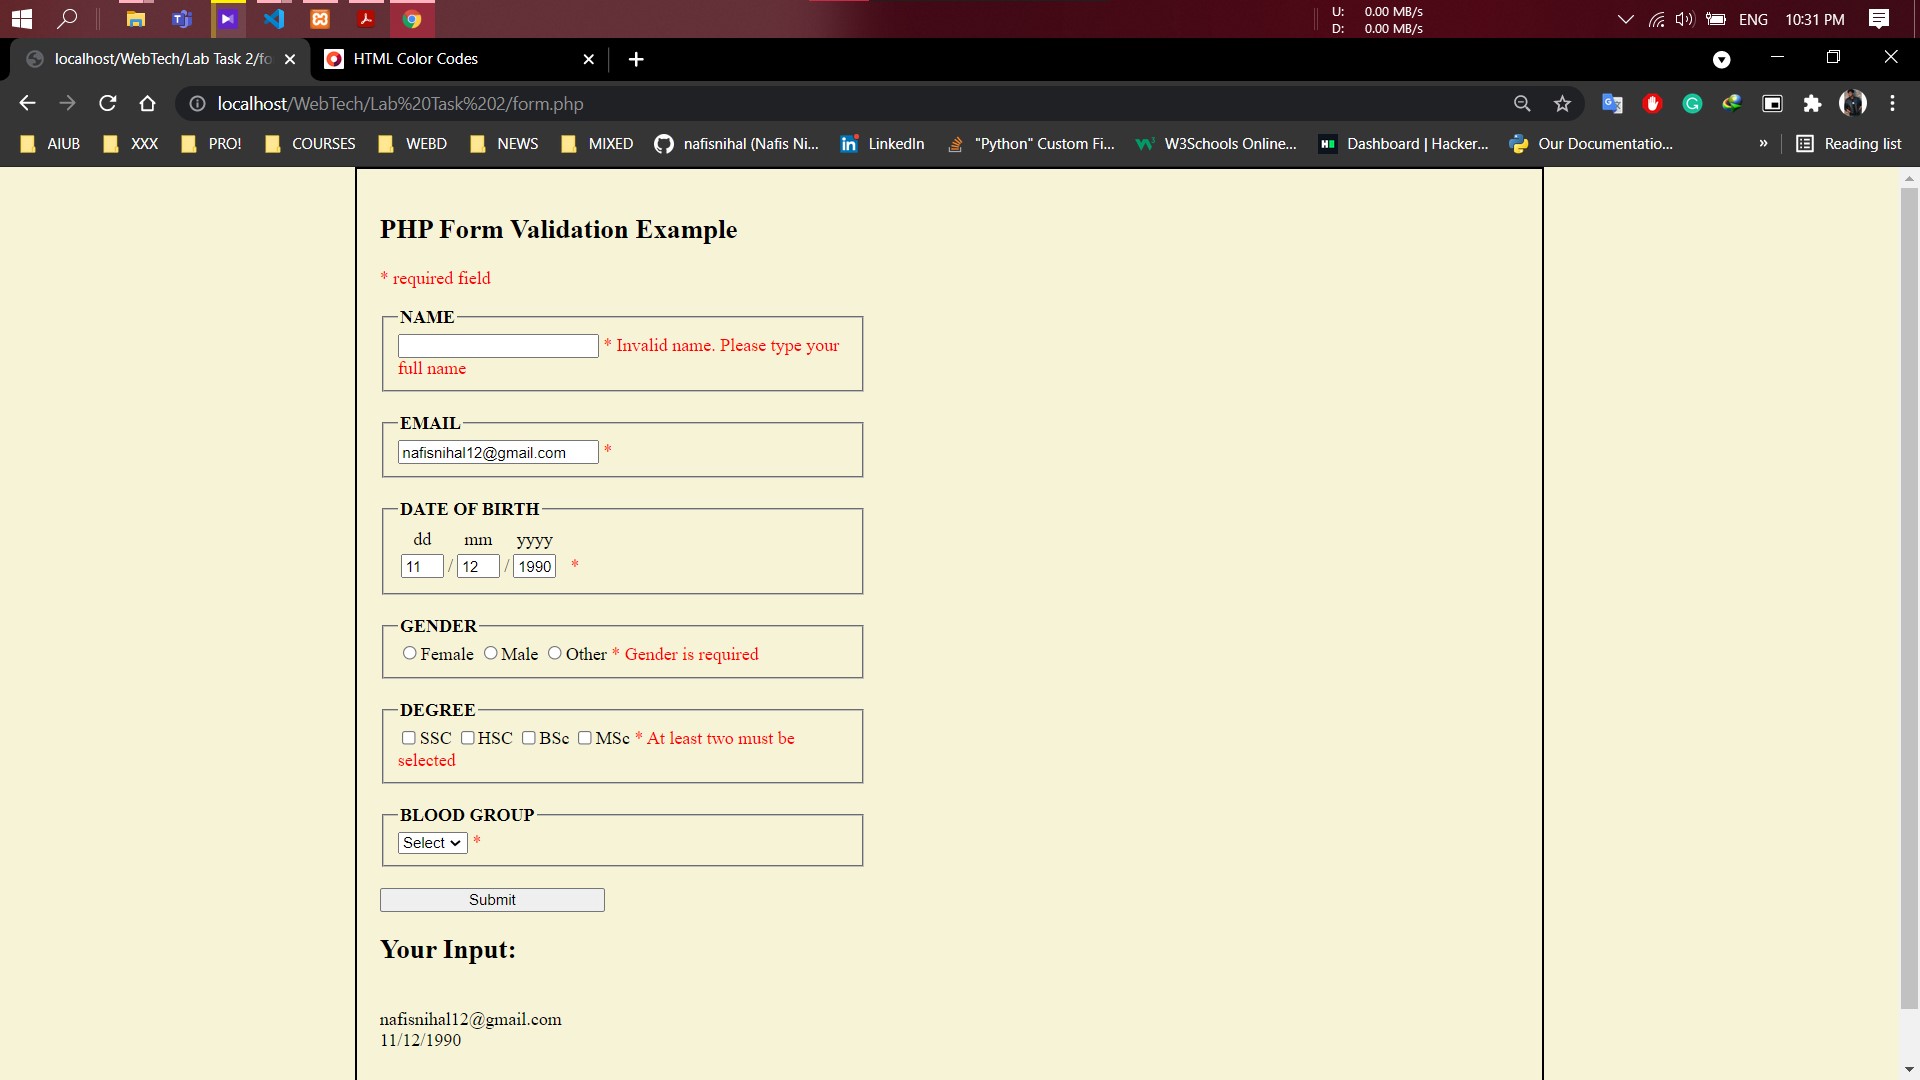 U: 0.00 MB/s
D: 0.00 MB/s
ENG 10:31 PM
localhost/WebTech/Lab Task 2/fo
HTML Color Codes
localhost/WebTech/Lab%20Task%202/form.php
AIUB XXX PRO! COURSES WEBD NEWS MIXED nafisnihal (Nafis Ni... LinkedIn "Python" Custom Fi... W3Schools Online... Dashboard | Hacker... Our Documentatio... » Reading list
PHP Form Validation Example
* required field
NAME
* Invalid name. Please type your
full name
EMAIL
nafisnihal12@gmail.com *
DATE OF BIRTH
dd mm yyyy
11 / 12 / 1990 *
GENDER
Female Male Other * Gender is required
DEGREE
SSC HSC BSc MSc * At least two must be
selected
BLOOD GROUP
Select *
Submit
Your Input:
nafisnihal12@gmail.com
11/12/1990